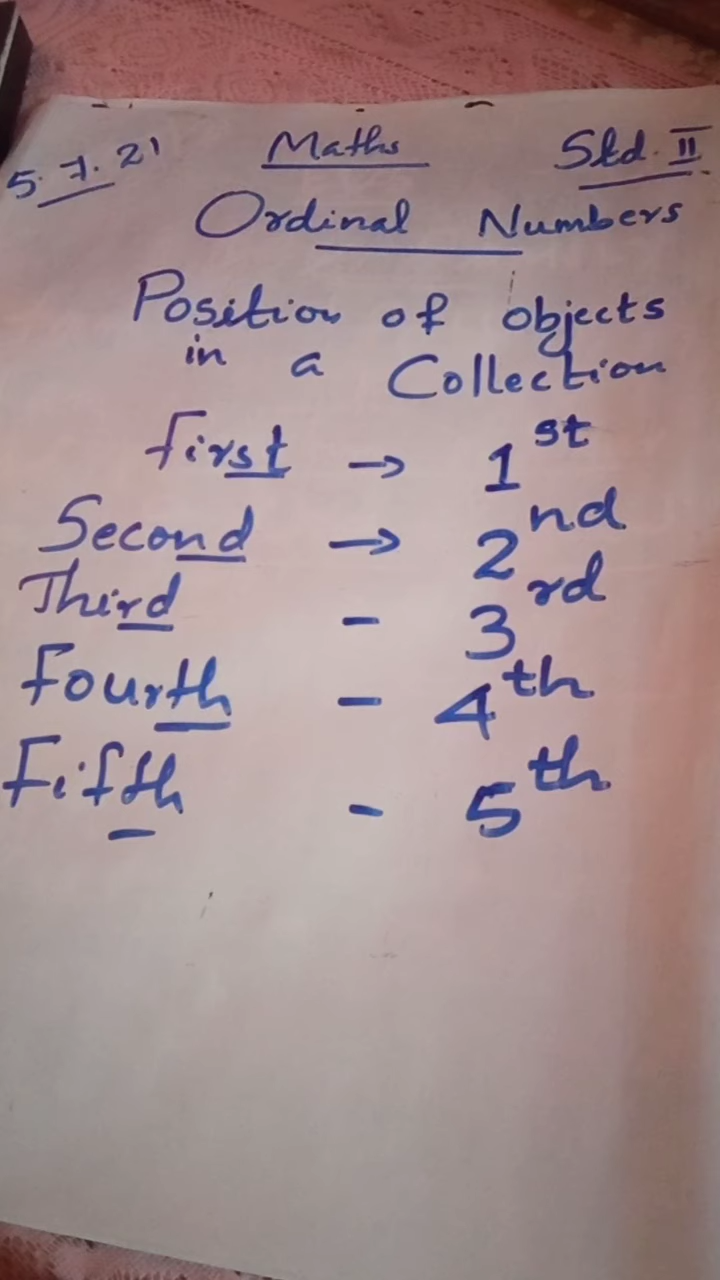 5.7.21 Maths Std. II
Ordinal Numbers
Position of objects
in a Collection
First → 1st
Second → 2nd
Third - 3rd
Fourth - 4th
Fifth - 5th